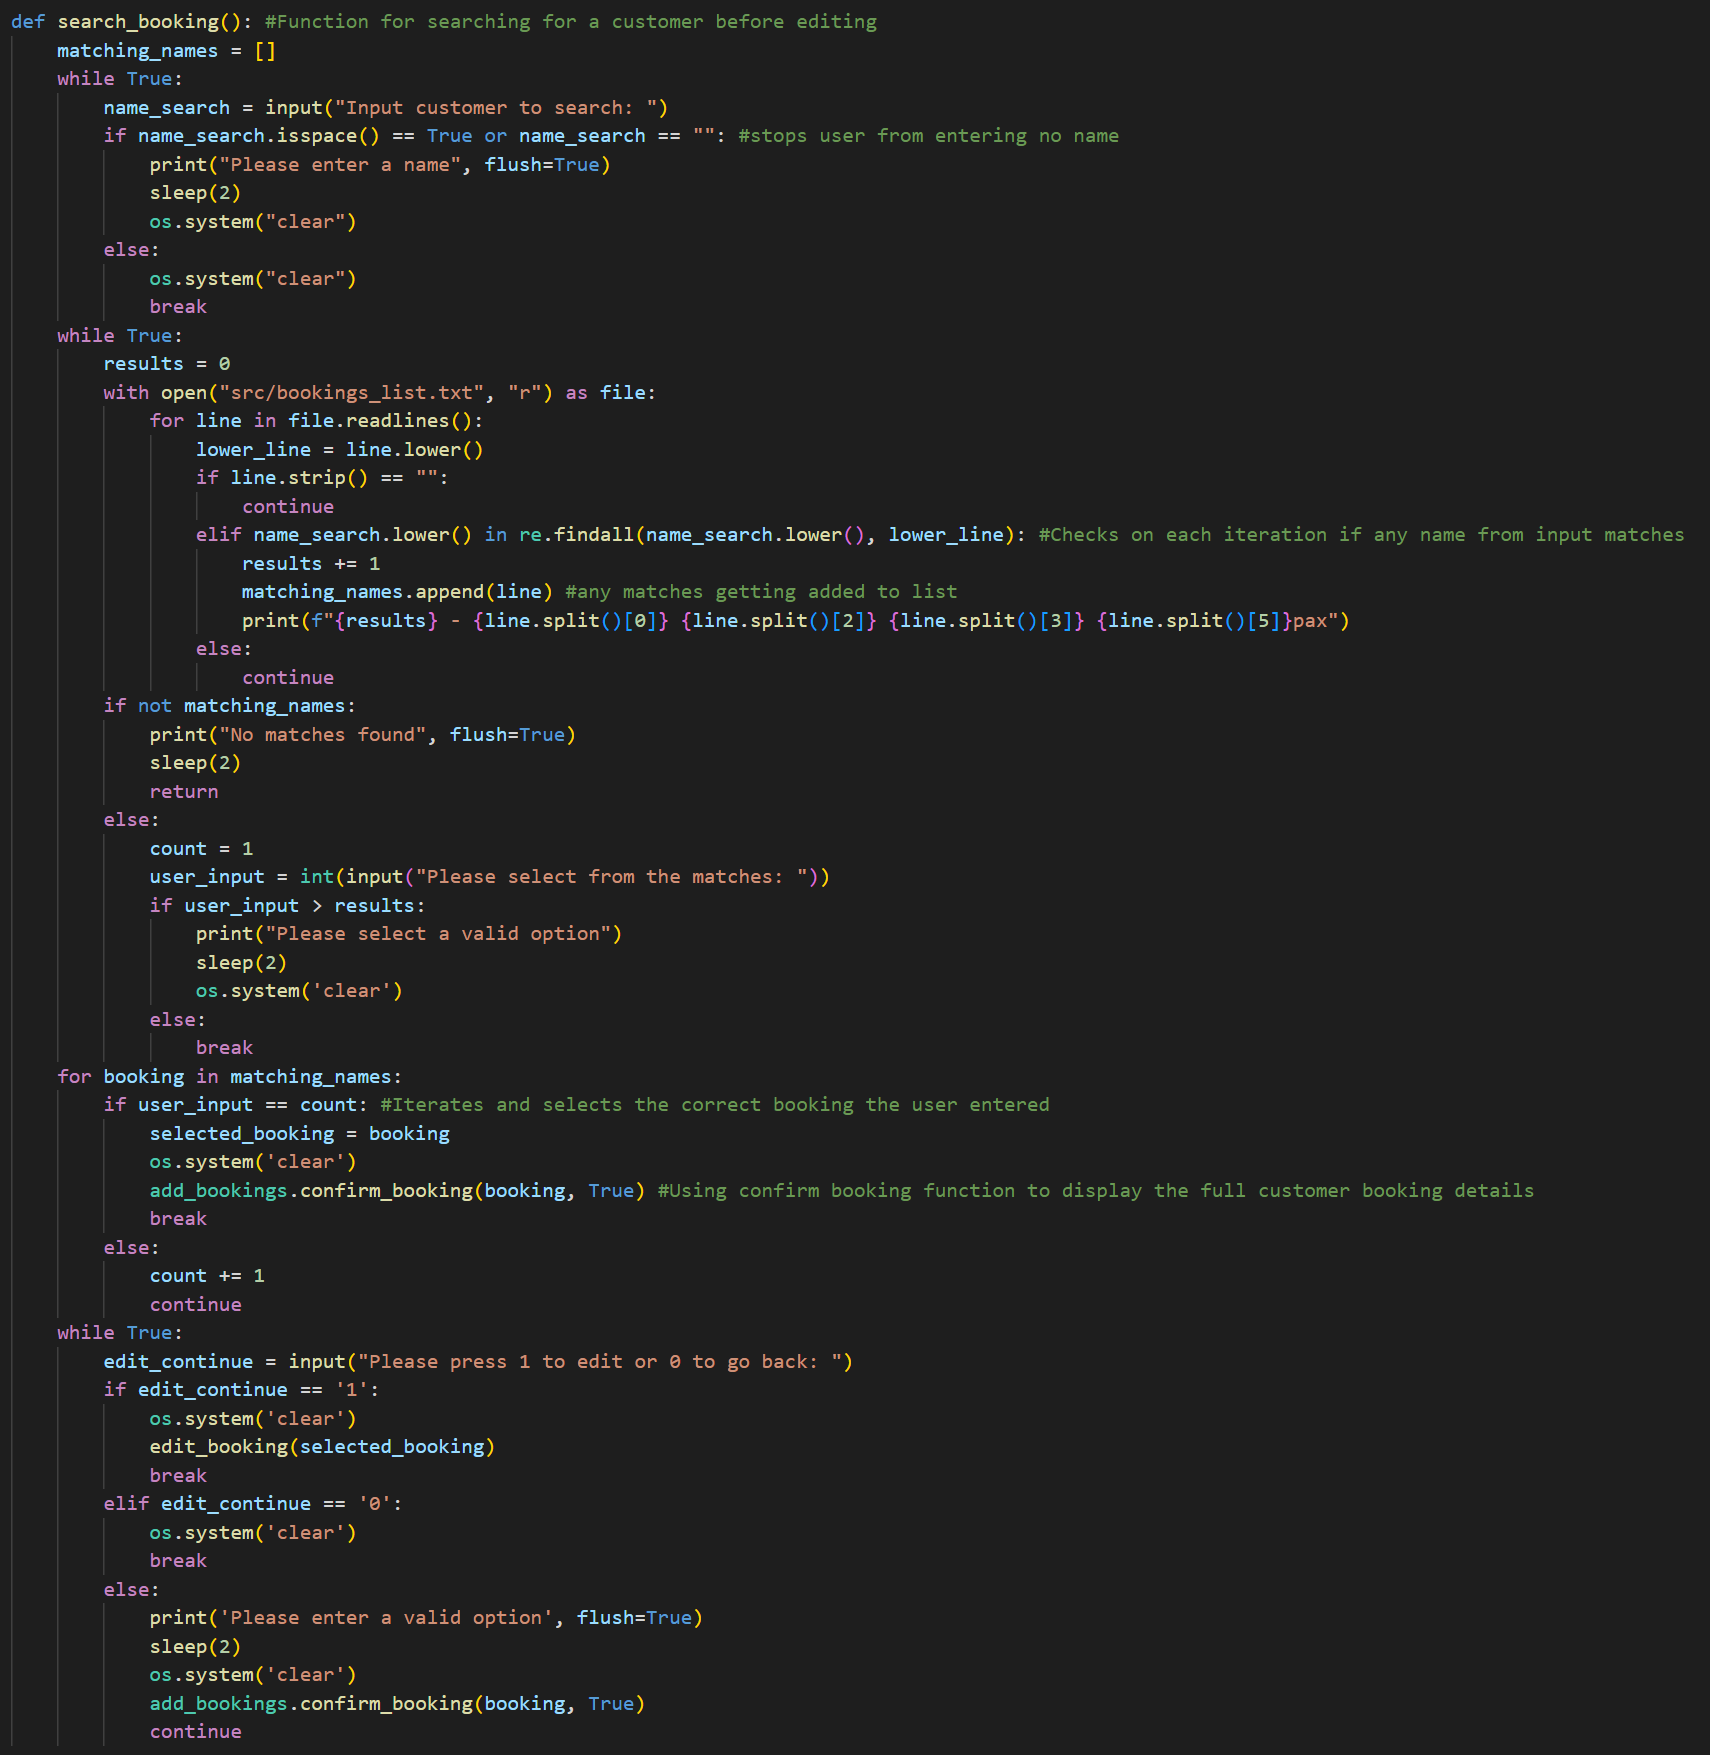 def search_booking(): #Function for searching for a customer before editing
    matching_names = []
    while True:
        name_search = input("Input customer to search: ")
        if name_search.isspace() == True or name_search == "": #stops user from entering no name
            print("Please enter a name", flush=True)
            sleep(2)
            os.system("clear")
        else:
            os.system("clear")
            break
    while True:
        results = 0
        with open("src/bookings_list.txt", "r") as file:
            for line in file.readlines():
                lower_line = line.lower()
                if line.strip() == "":
                    continue
                elif name_search.lower() in re.findall(name_search.lower(), lower_line): #Checks on each iteration if any name from input matches
                    results += 1
                    matching_names.append(line) #any matches getting added to list
                    print(f"{results} - {line.split()[0]} {line.split()[2]} {line.split()[3]} {line.split()[5]}pax")
                else:
                    continue
        if not matching_names:
            print("No matches found", flush=True)
            sleep(2)
            return
        else:
            count = 1
            user_input = int(input("Please select from the matches: "))
            if user_input > results:
                print("Please select a valid option")
                sleep(2)
                os.system('clear')
            else:
                break
    for booking in matching_names:
        if user_input == count: #Iterates and selects the correct booking the user entered
            selected_booking = booking
            os.system('clear')
            add_bookings.confirm_booking(booking, True) #Using confirm booking function to display the full customer booking details
            break
        else:
            count += 1
            continue
    while True:
        edit_continue = input("Please press 1 to edit or 0 to go back: ")
        if edit_continue == '1':
            os.system('clear')
            edit_booking(selected_booking)
            break
        elif edit_continue == '0':
            os.system('clear')
            break
        else:
            print('Please enter a valid option', flush=True)
            sleep(2)
            os.system('clear')
            add_bookings.confirm_booking(booking, True)
            continue